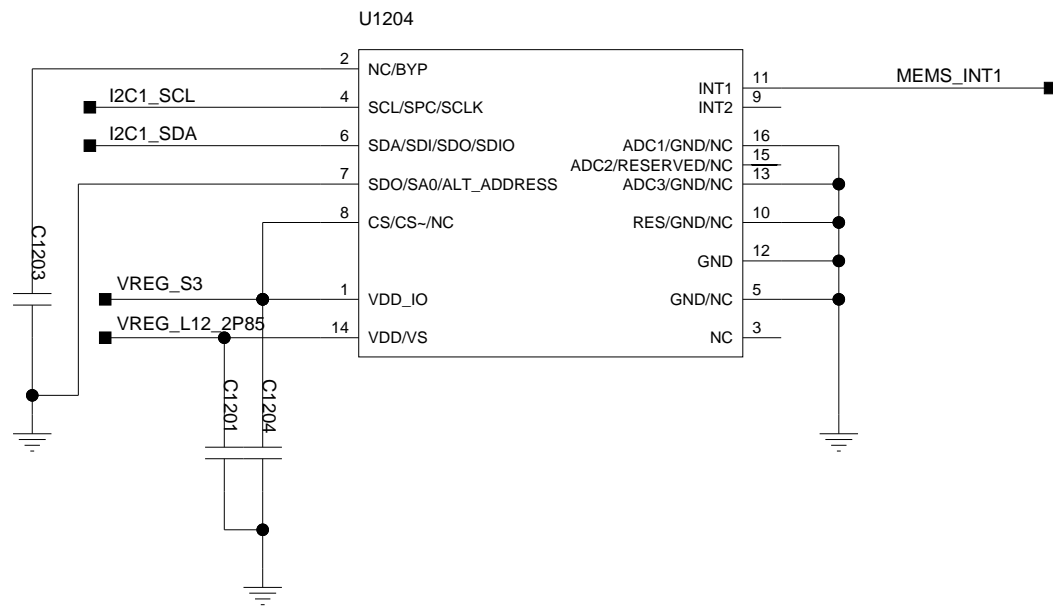 U1204
2
NC/BYP
I2C1_SCL
4
SCL/SPC/SCLK
I2C1_SDA
6
SDA/SDI/SDO/SDIO
7
SDO/SA0/ALT_ADDRESS
8
CS/CS~/NC
VREG_S3
1
VDD_IO
VREG_L12_2P85
14
VDD/VS
INT1
11
MEMS_INT1
INT2
9
ADC1/GND/NC
16
ADC2/RESERVED/NC
15
ADC3/GND/NC
13
RES/GND/NC
10
GND
12
GND/NC
5
NC
3
C1203
C1201
C1204